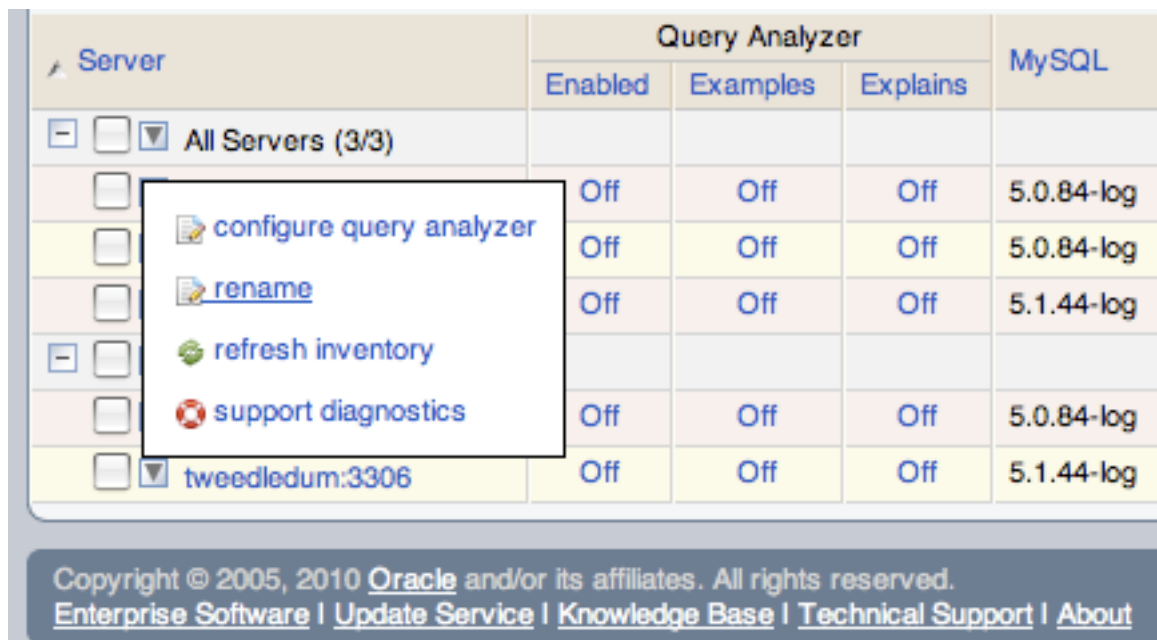 Server Query Analyzer MySQL
Enabled Examples Explains
All Servers (3/3)
Off Off Off 5.0.84-log
configure query analyzer Off Off Off 5.0.84-log
rename Off Off Off 5.1.44-log
refresh inventory
support diagnostics Off Off Off 5.0.84-log
tweedledum:3306 Off Off Off 5.1.44-log
Copyright © 2005, 2010 Oracle and/or its affiliates. All rights reserved.
Enterprise Software | Update Service | Knowledge Base | Technical Support | About